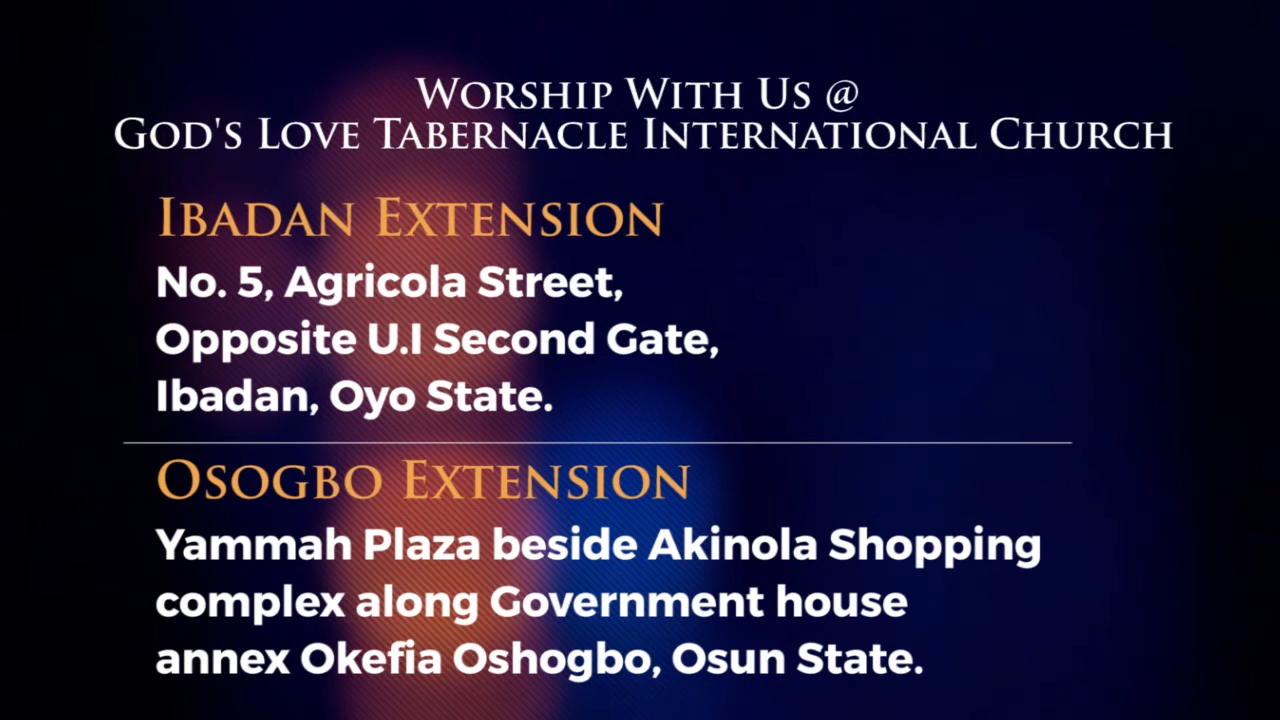 Worship With Us @
God's Love Tabernacle International Church
Ibadan Extension
No. 5, Agricola Street,
Opposite U.I Second Gate,
Ibadan, Oyo State.
Osogbo Extension
Yammah Plaza beside Akinola Shopping
complex along Government house
annex Okefia Oshogbo, Osun State.